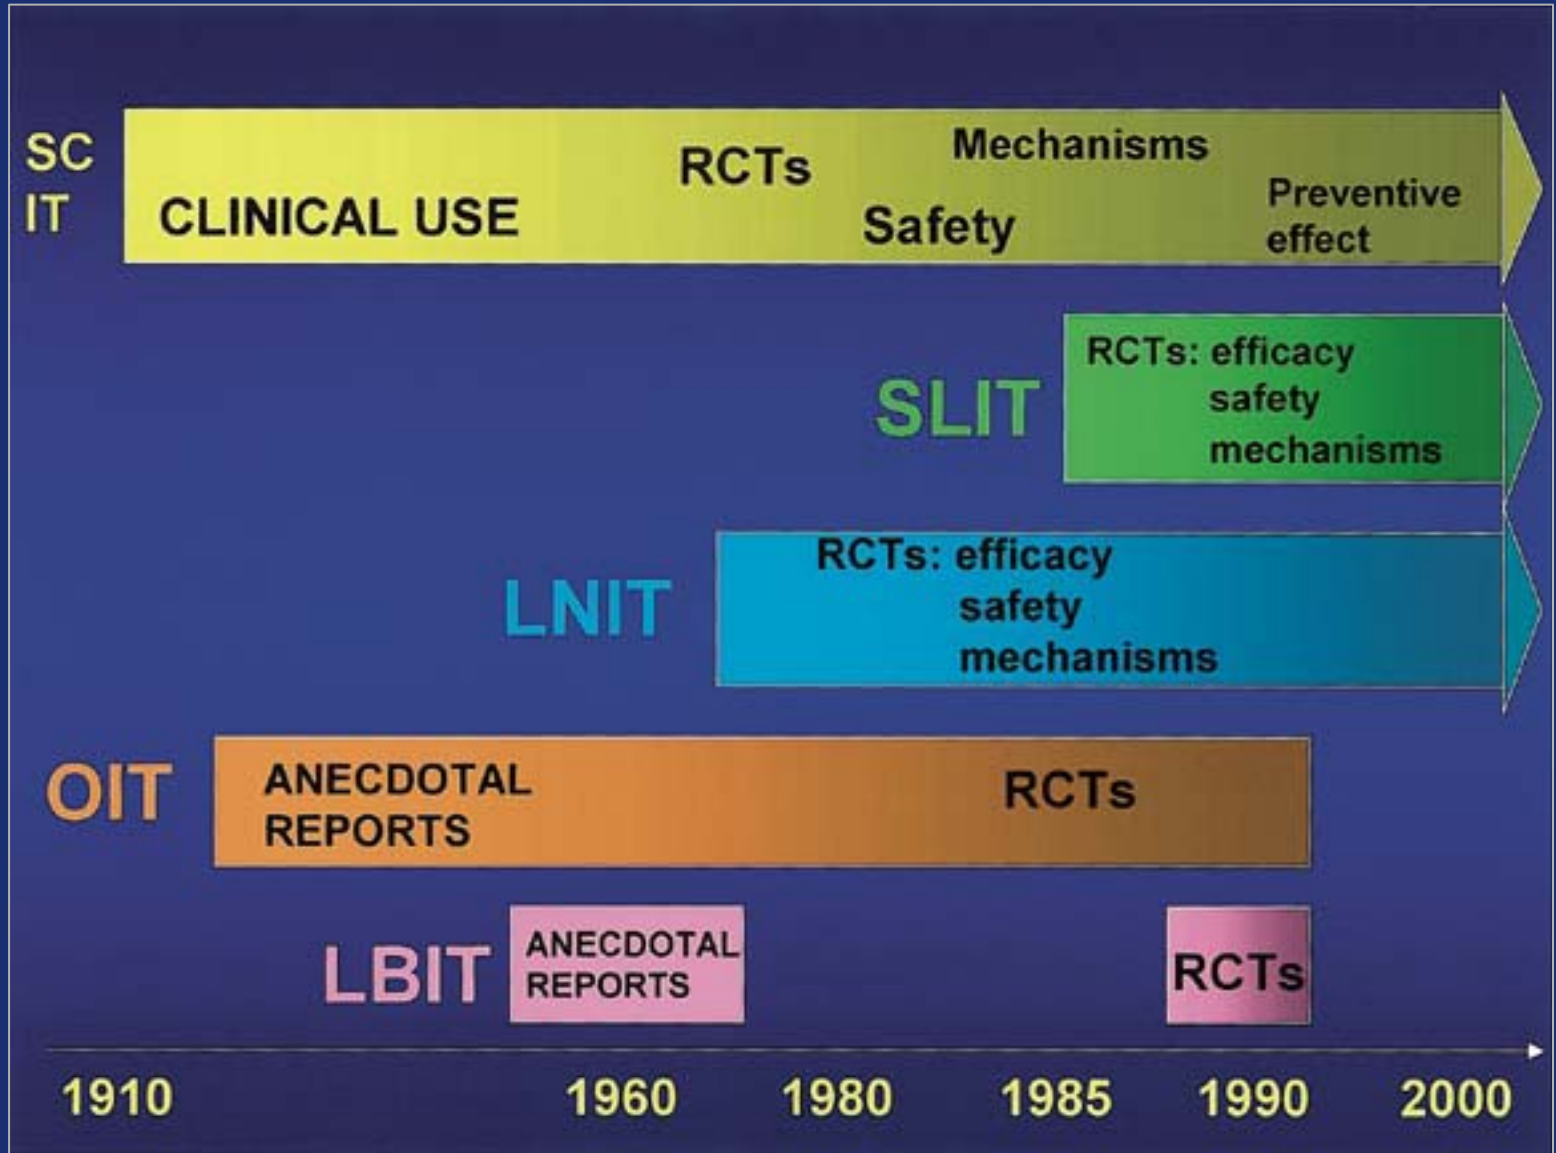 SC
IT
CLINICAL USE
RCTs
Mechanisms
Safety
Preventive
effect
SLIT
RCTs: efficacy
safety
mechanisms
LNIT
RCTs: efficacy
safety
mechanisms
OIT
ANECDOTAL
REPORTS
RCTs
LBIT
ANECDOTAL
REPORTS
RCTs
1910 1960 1980 1985 1990 2000